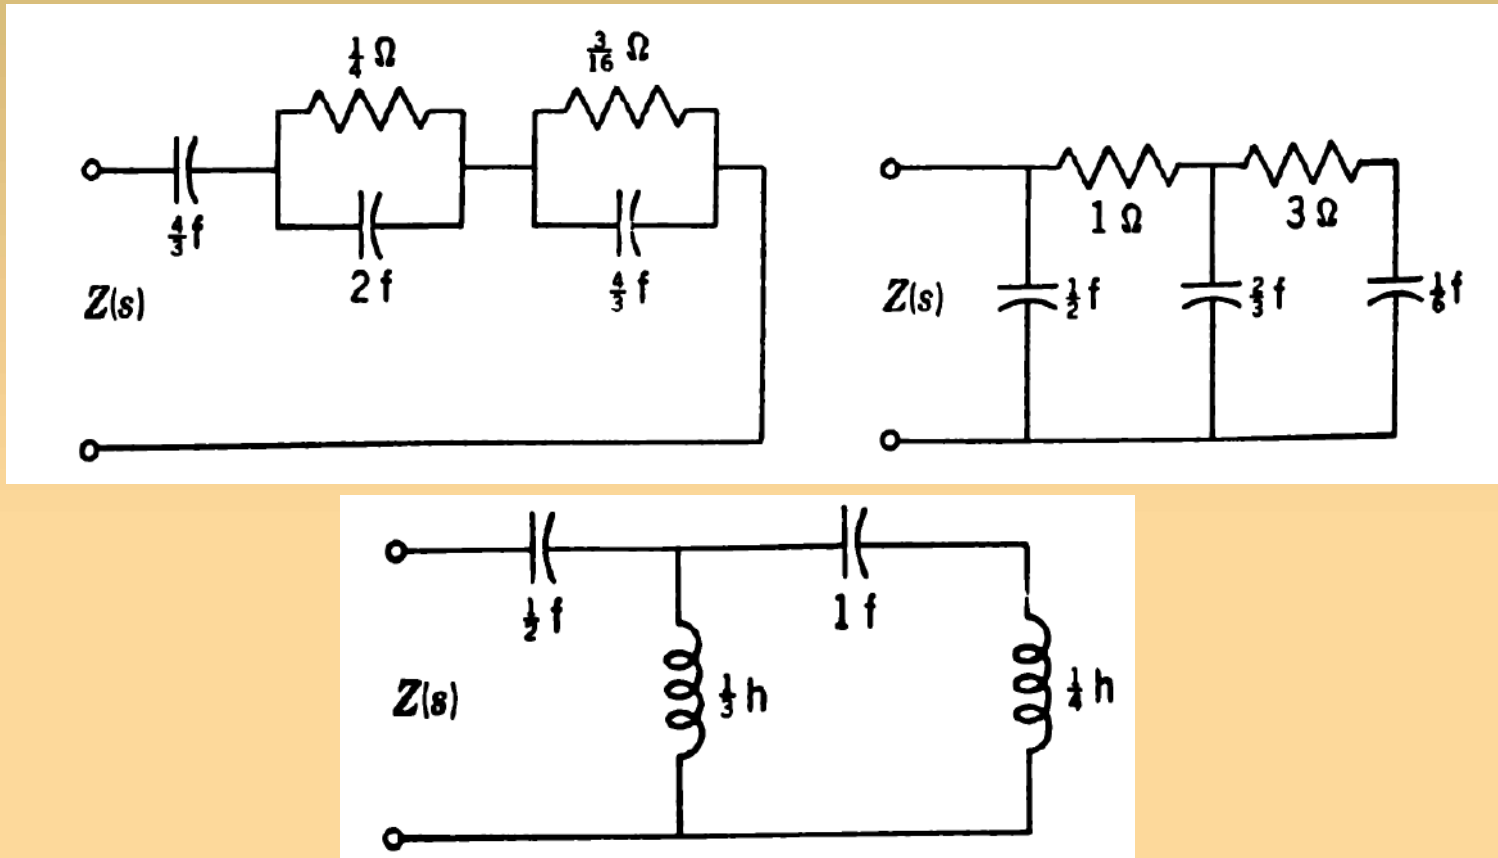 1/4 Ω
3/16 Ω
4/3 f
2 f
4/3 f
Z(s)
1 Ω
3 Ω
Z(s)
1/2 f
2/3 f
1/6 f
1/2 f
1 f
Z(s)
1/3 h
1/4 h